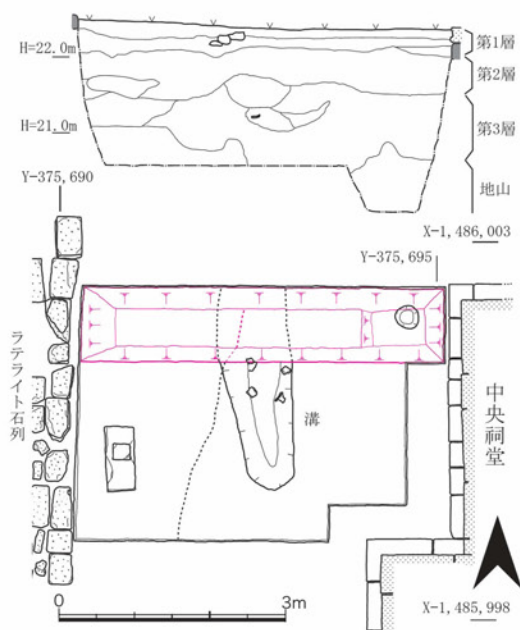 H=22.0m
第1層
第2層
H=21.0m
第3層
地山
Y-375,690
X-1,486,003
Y-375,695
ラテライト石列
溝
中央祠堂
0
3m
X-1,485,998